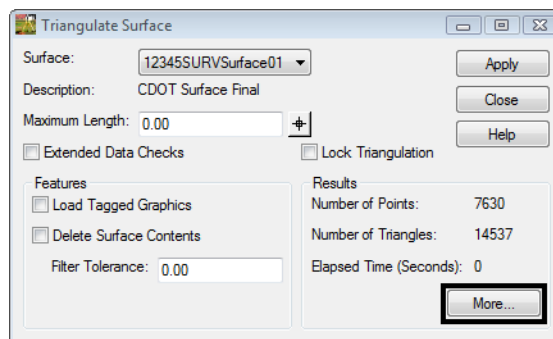 Triangulate Surface
Surface: 12345SURVSurface01 Apply
Description: CDOT Surface Final
Close
Maximum Length: 0.00
Help
Extended Data Checks Lock Triangulation
Features Results
Load Tagged Graphics Number of Points: 7630
Delete Surface Contents Number of Triangles: 14537
Filter Tolerance: 0.00 Elapsed Time (Seconds): 0
More...